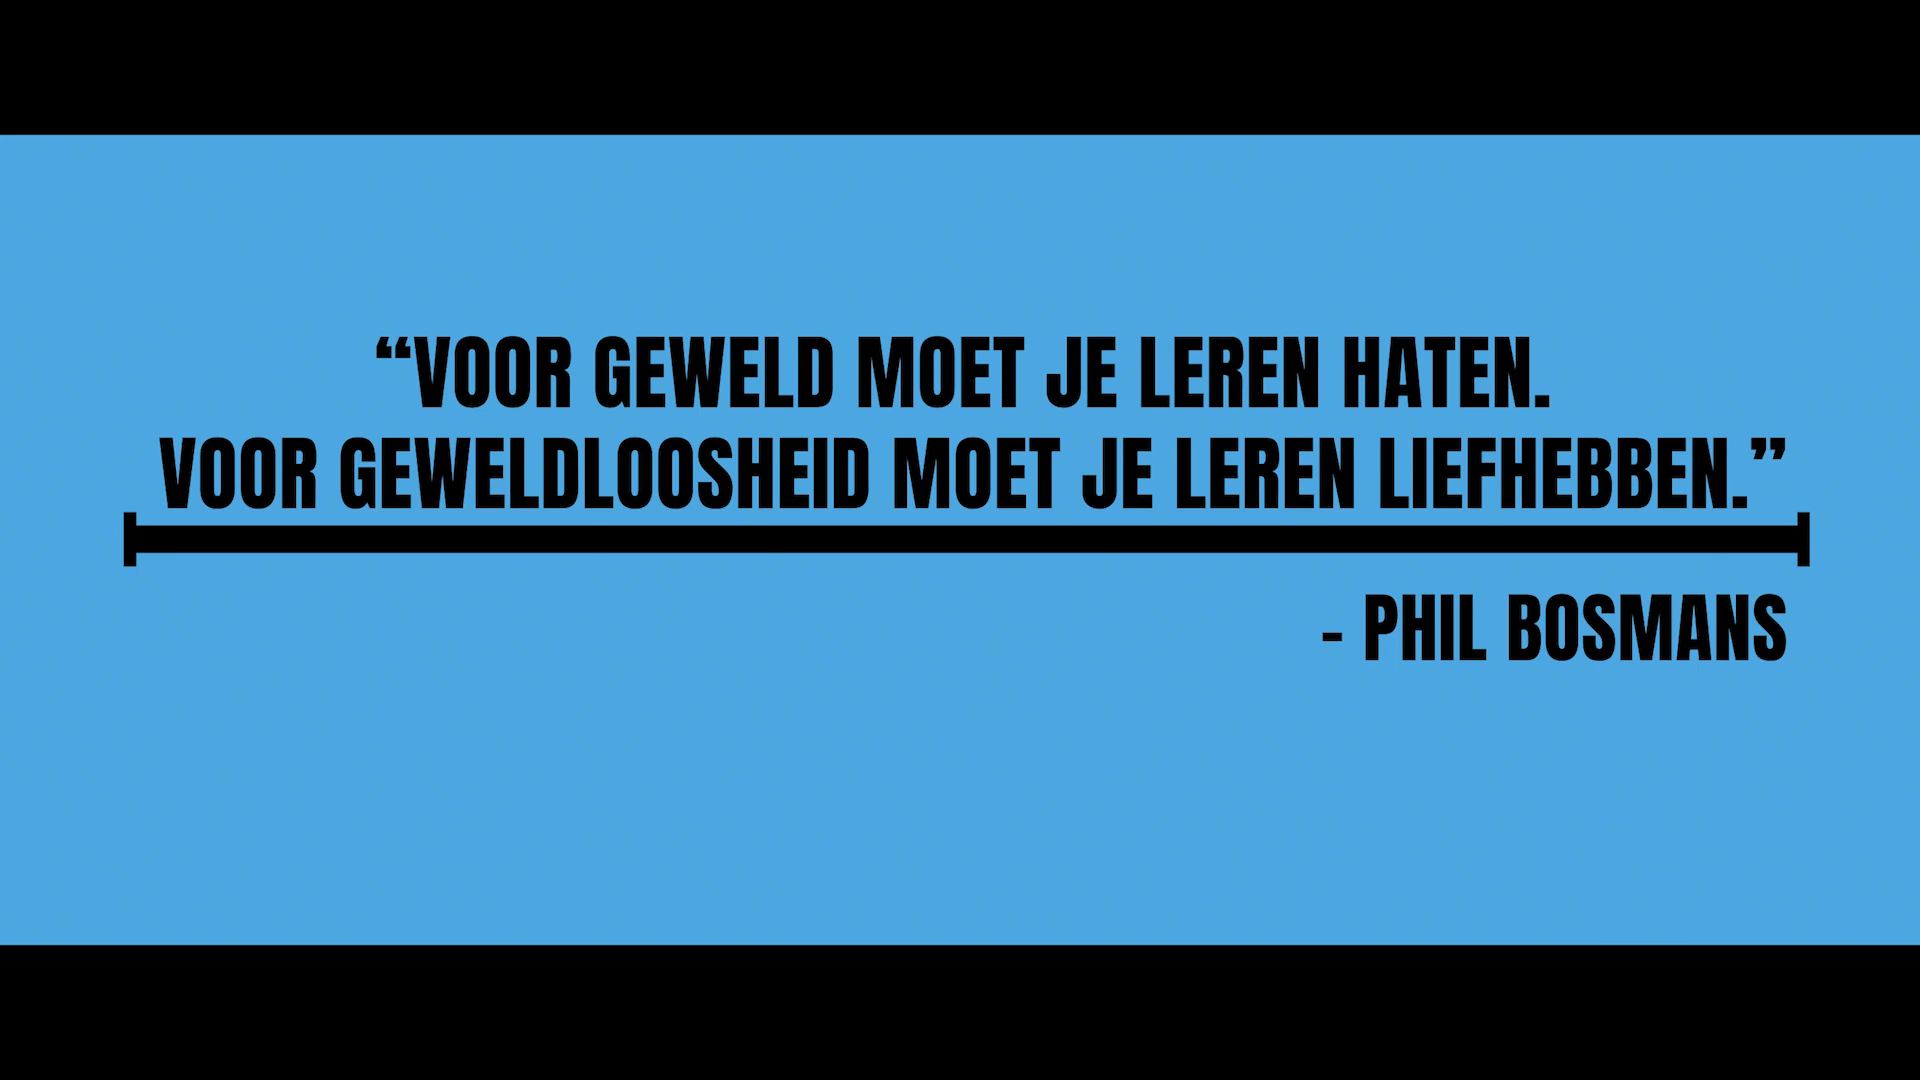 “VOOR GEWELD MOET JE LEREN HATEN.
VOOR GEWELDLOOSHEID MOET JE LEREN LIEFHEBBEN.”
- PHIL BOSMANS